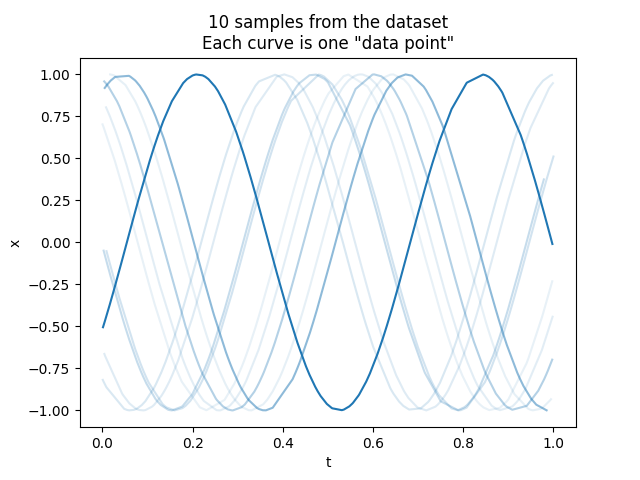 10 samples from the dataset
Each curve is one "data point"
1.00
0.75
0.50
0.25
0.00
−0.25
−0.50
−0.75
−1.00
x
0.0 0.2 0.4 0.6 0.8 1.0
t